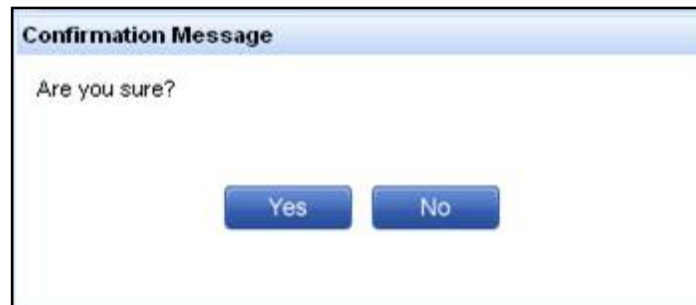 Confirmation Message
Are you sure?
Yes No